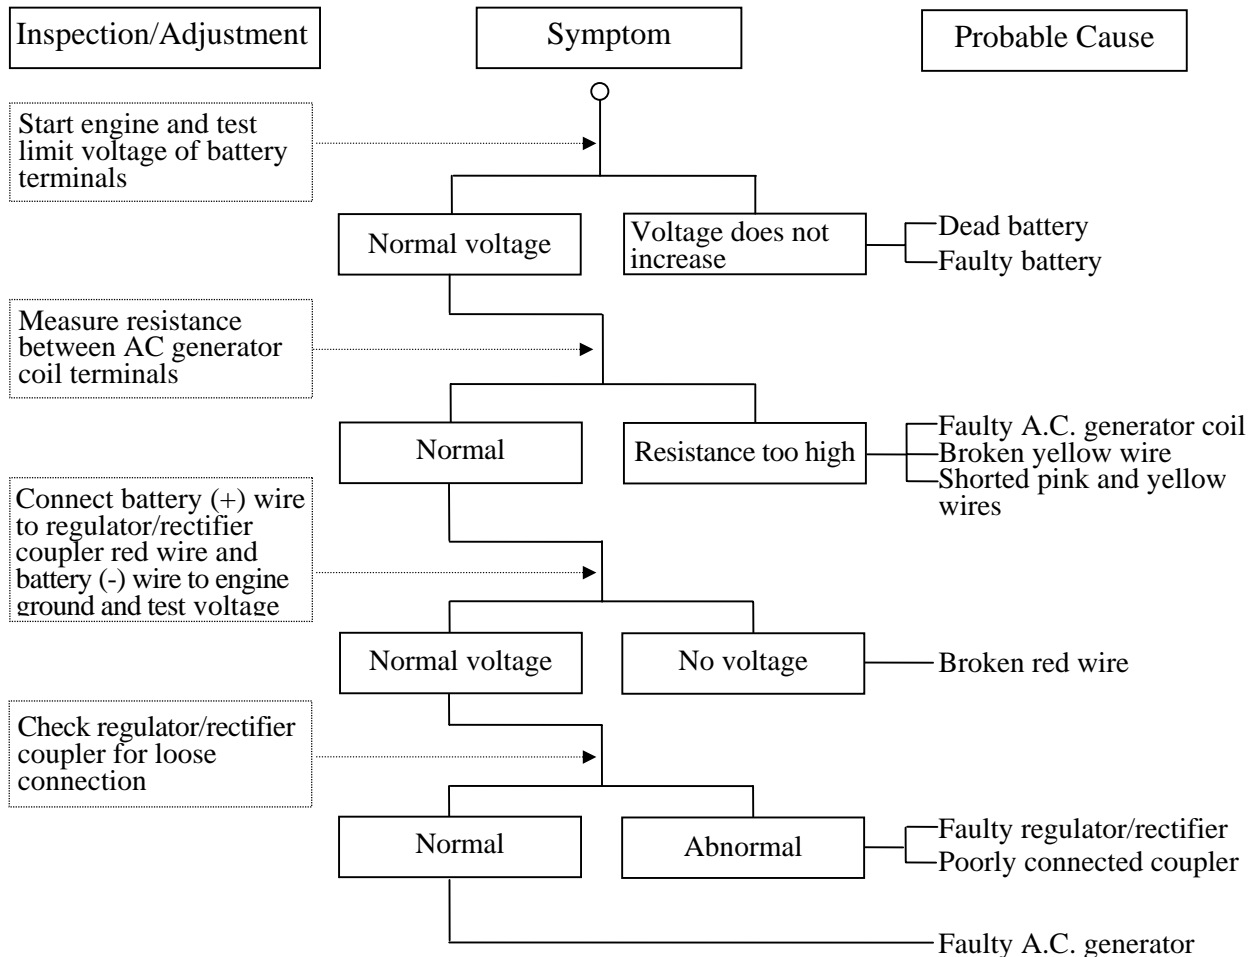 Inspection/Adjustment
Symptom
Probable Cause
Start engine and test
limit voltage of battery
terminals
Normal voltage
Voltage does not
increase
Dead battery
Faulty battery
Measure resistance
between AC generator
coil terminals
Normal
Resistance too high
Faulty A.C. generator coil
Broken yellow wire
Shorted pink and yellow
wires
Connect battery (+) wire
to regulator/rectifier
coupler red wire and
battery (-) wire to engine
ground and test voltage
Normal voltage
No voltage
Broken red wire
Check regulator/rectifier
coupler for loose
connection
Normal
Abnormal
Faulty regulator/rectifier
Poorly connected coupler
Faulty A.C. generator